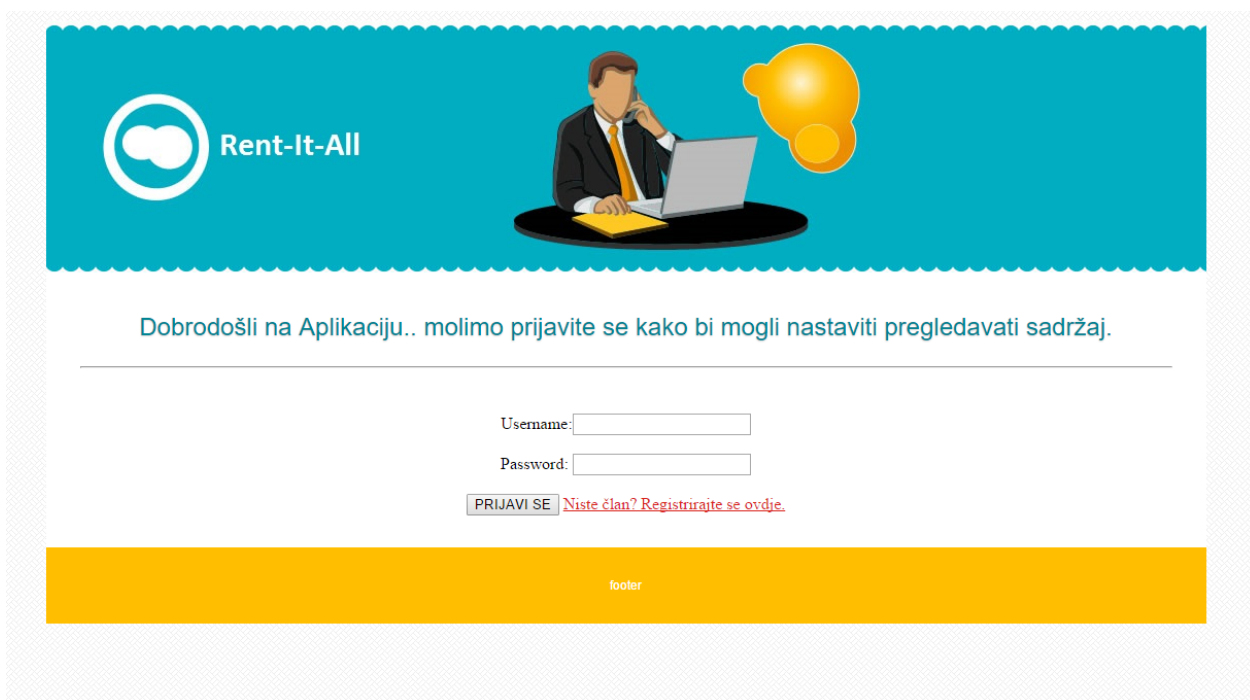 Rent-It-All
Dobrodošli na Aplikaciju.. molimo prijavite se kako bi mogli nastaviti pregledavati sadržaj.
Username:
Password:
PRIJAVI SE Niste član? Registrirajte se ovdje.
footer